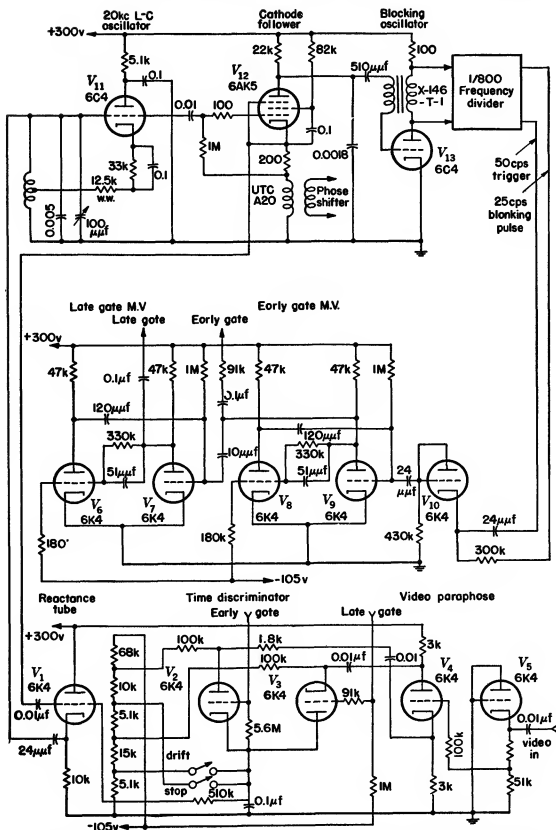 20kc L-C
oscillator
Cathode
follower
Blocking
oscillator
+300v
5.1k
0.1
V11
6C4
22k
82k
V12
6AK5
510μμf
100
X-146
-T-1
1/800
Frequency
divider
0.01
100
1M
0.1
0.0018
V13
6C4
50cps
trigger
25cps
blonking
pulse
33k
0.1
12.5k
w.w.
200
UTC
A20
Phose
shifter
0.005
100
μμf
Late gate M.V
Late gote
Early gate
Early gate M.V.
+300v
47k
0.1μf
47k
1M
91k
47k
47k
1M
120μμf
0.1μf
120μμf
330k
10μμf
330k
51μμf
51μμf
24
μμf
V6
6K4
V7
6K4
V8
6K4
V9
6K4
V10
6K4
180'
180k
430k
24μμf
300k
-105v
Reactance
tube
Time discriminator
Early gate
Late gate
Video paraphose
+300v
68k
100k
1.8k
3k
V1
6K4
10k
V2
6K4
100k
0.01μf
0.01
V4
6K4
V5
6K4
0.01μf
5.1k
V3
6K4
91k
0.01μf
24μμf
15k
5.6M
100k
video in
10k
drift
stop
5.1k
510k
0.1μf
1M
3k
51k
-105v